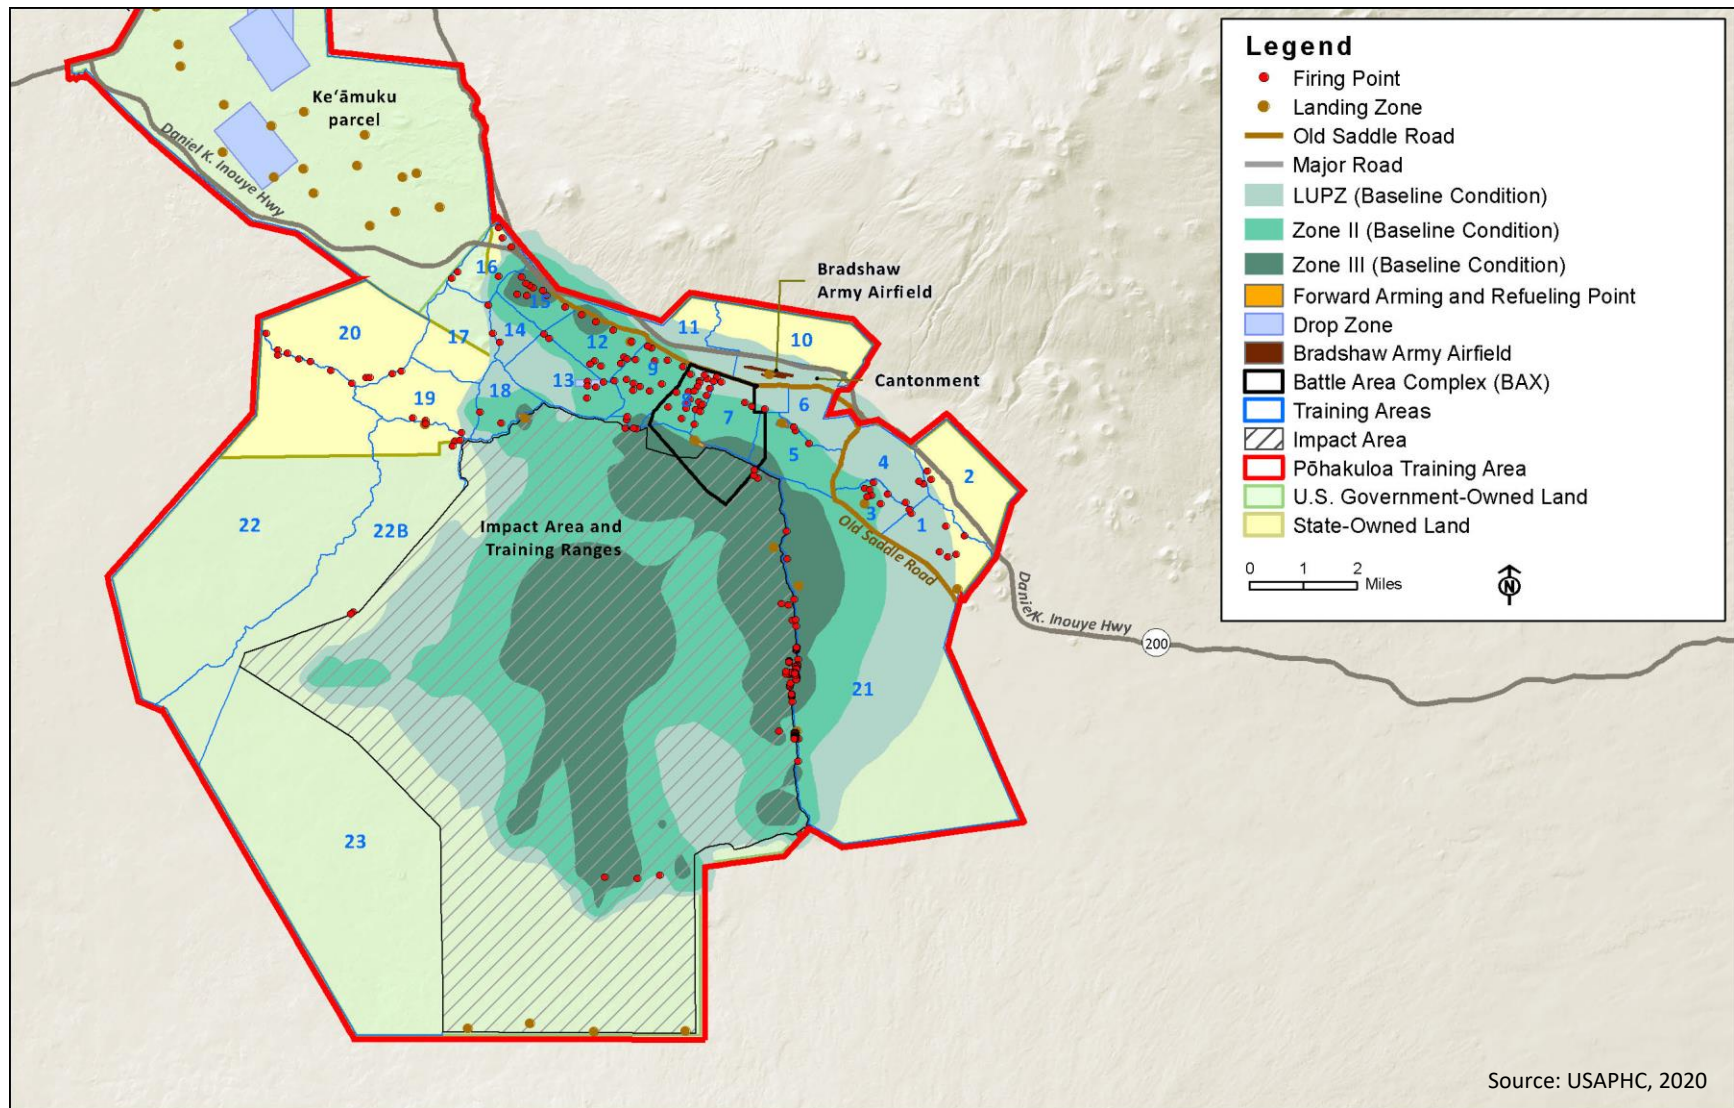 Legend
Firing Point
Landing Zone
Old Saddle Road
Major Road
LUPZ (Baseline Condition)
Zone II (Baseline Condition)
Zone III (Baseline Condition)
Forward Arming and Refueling Point
Drop Zone
Bradshaw Army Airfield
Battle Area Complex (BAX)
Training Areas
Impact Area
Pōhakuloa Training Area
U.S. Government-Owned Land
State-Owned Land
0 1 2 Miles
N
Keʻāmuku
parcel
Daniel K. Inouye Hwy
Bradshaw
Army Airfield
Cantonment
16
15
14
17
20
12
11
10
9
13
18
19
8
7
6
5
4
2
3
1
Old Saddle Road
Impact Area and
Training Ranges
22
22B
21
23
Daniel K. Inouye Hwy
200
Source: USAPHC, 2020